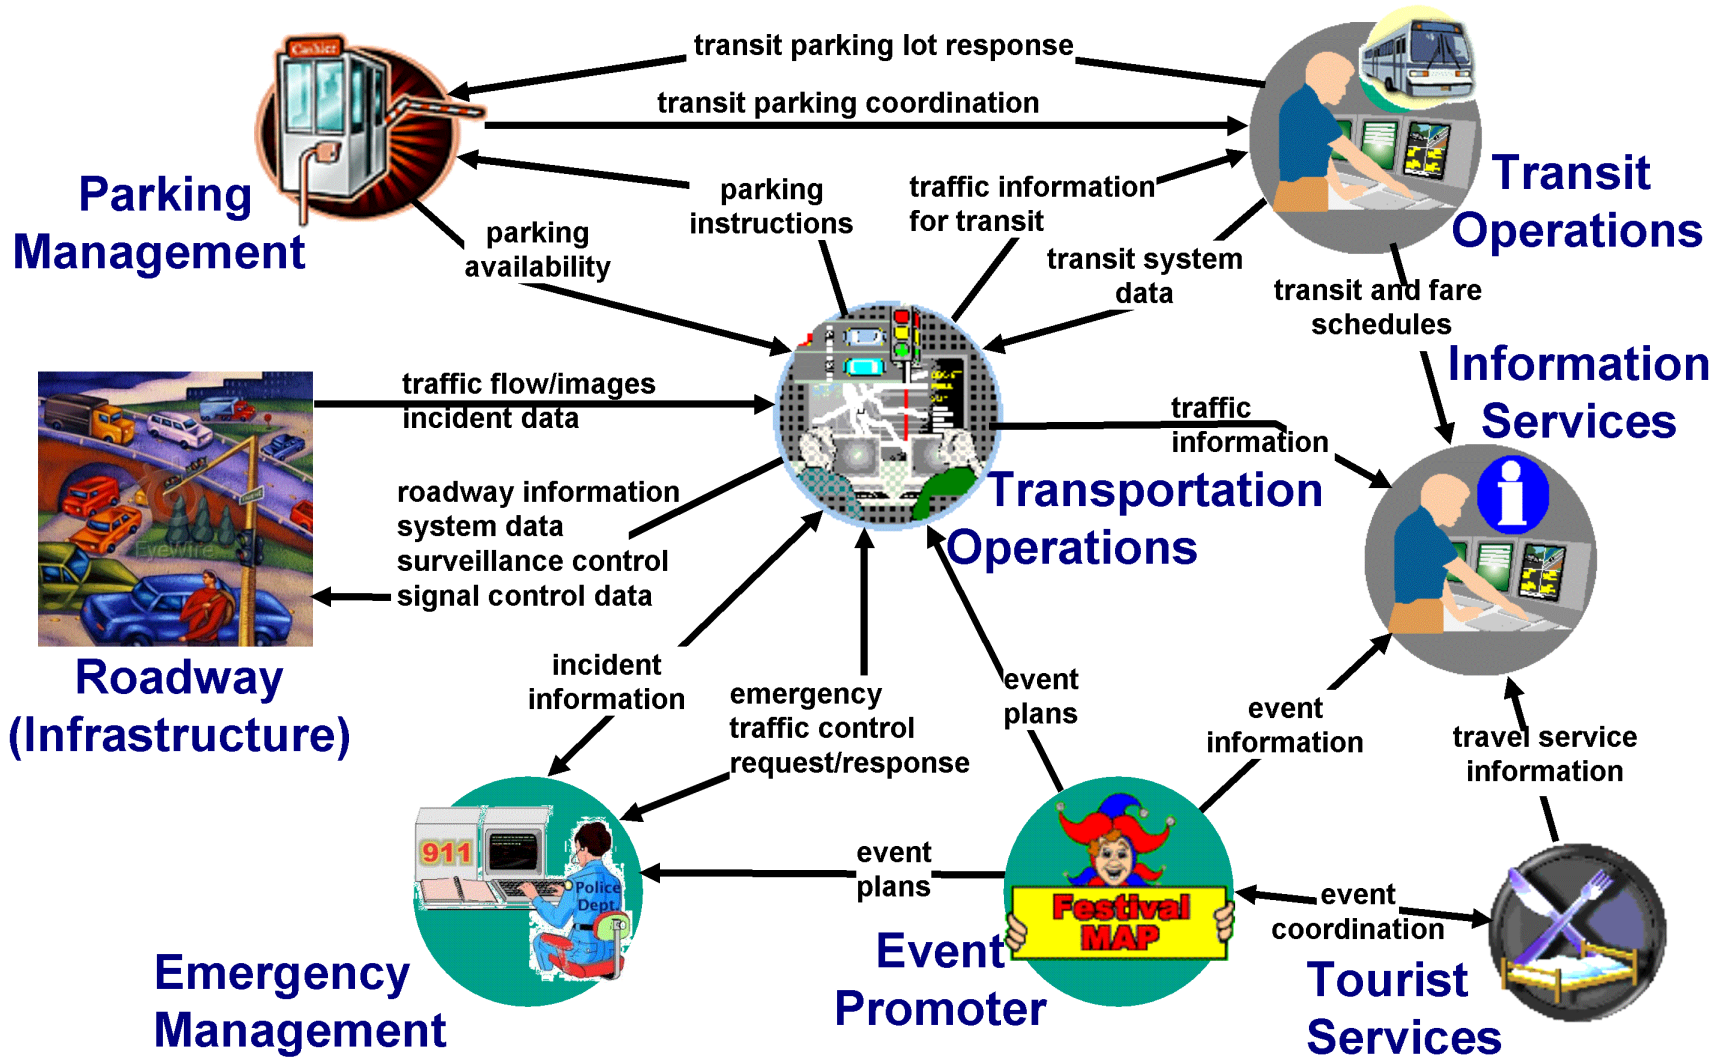 transit parking lot response
transit parking coordination
Cashier
Parking
Management
parking
instructions
traffic information
for transit
Transit
Operations
parking
availability
transit system
data
transit and fare
schedules
Information
Services
traffic flow/images
incident data
traffic
information
roadway information
system data
surveillance control
signal control data
Transportation
Operations
EyeWire
Roadway
(Infrastructure)
incident
information
emergency
traffic control
request/response
event
plans
event
information
travel service
information
911
Police
Dept.
event
plans
Festival
MAP
event
coordination
Emergency
Management
Event
Promoter
Tourist
Services